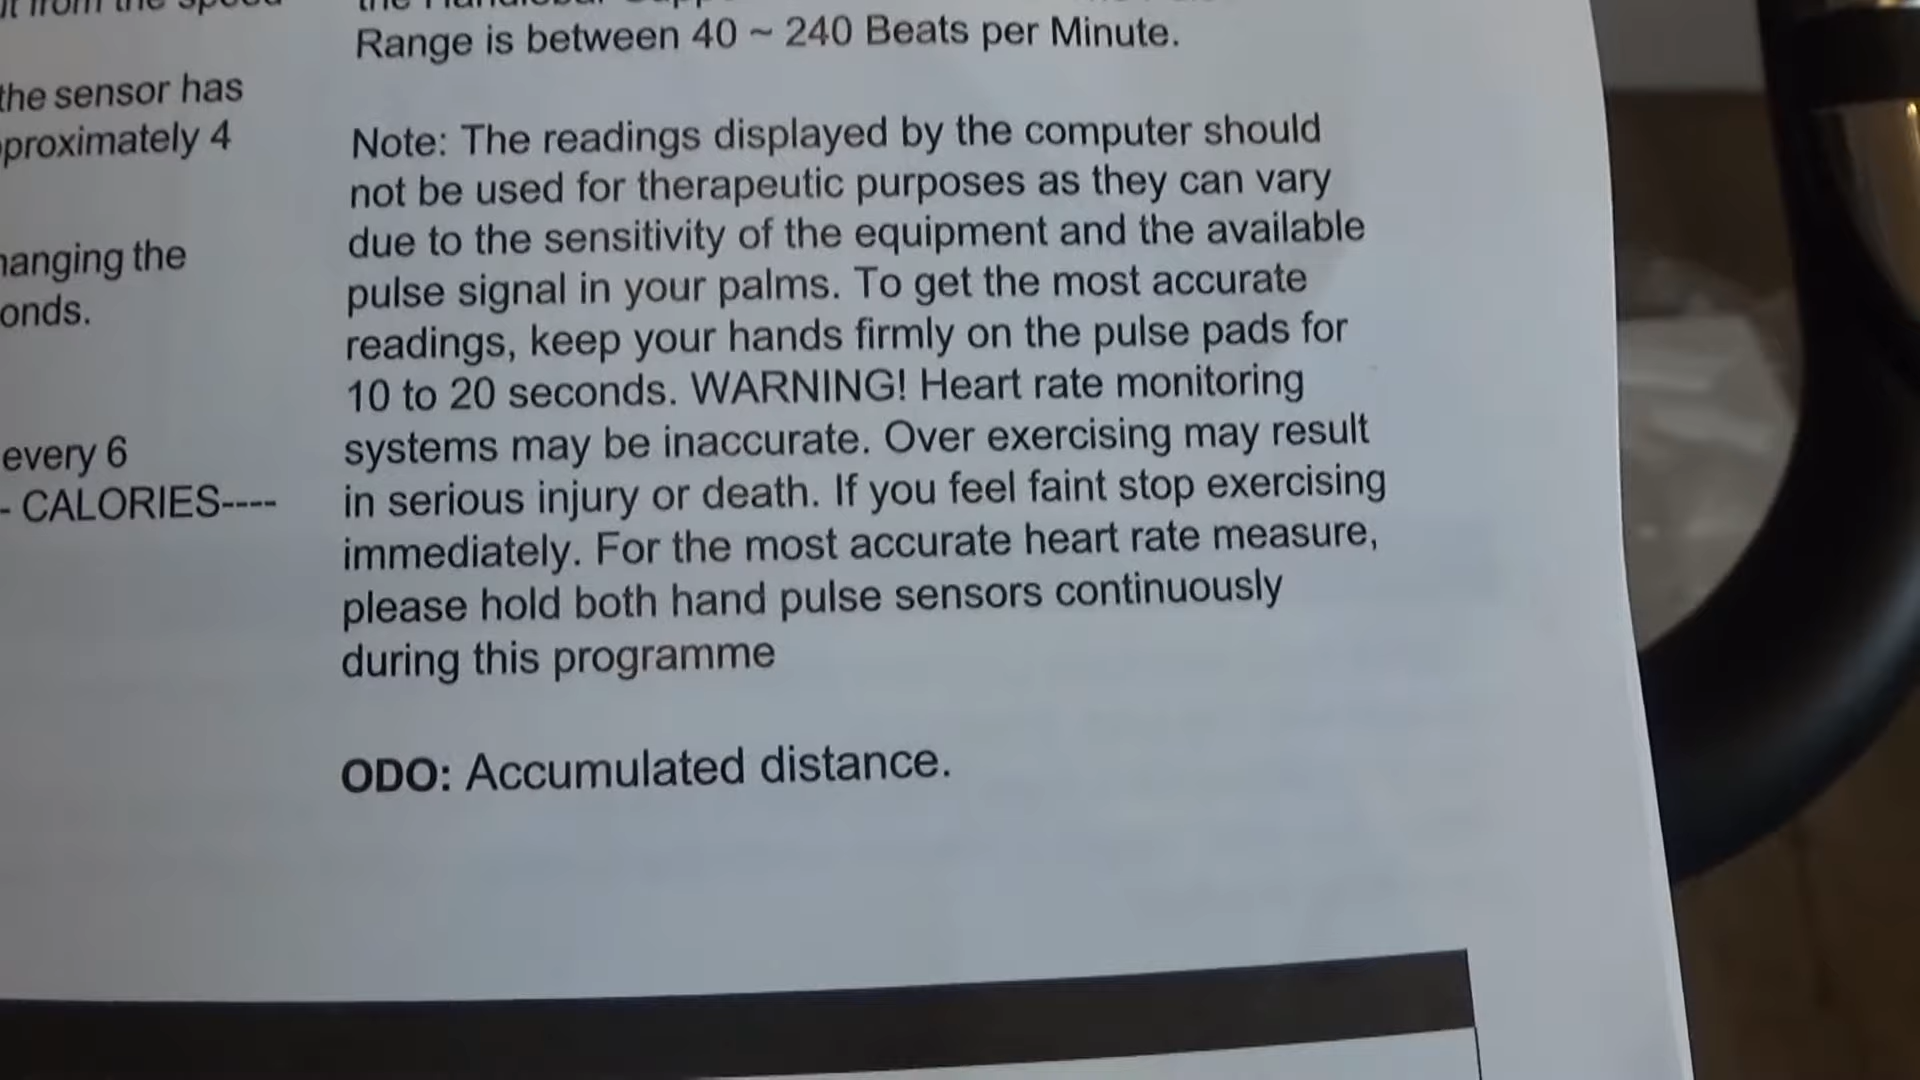 from the speed
the sensor has
proximately 4
hanging the
onds.
every 6
- CALORIES----
Range is between 40 ~ 240 Beats per Minute.
Note: The readings displayed by the computer should
not be used for therapeutic purposes as they can vary
due to the sensitivity of the equipment and the available
pulse signal in your palms. To get the most accurate
readings, keep your hands firmly on the pulse pads for
10 to 20 seconds. WARNING! Heart rate monitoring
systems may be inaccurate. Over exercising may result
in serious injury or death. If you feel faint stop exercising
immediately. For the most accurate heart rate measure,
please hold both hand pulse sensors continuously
during this programme
ODO: Accumulated distance.